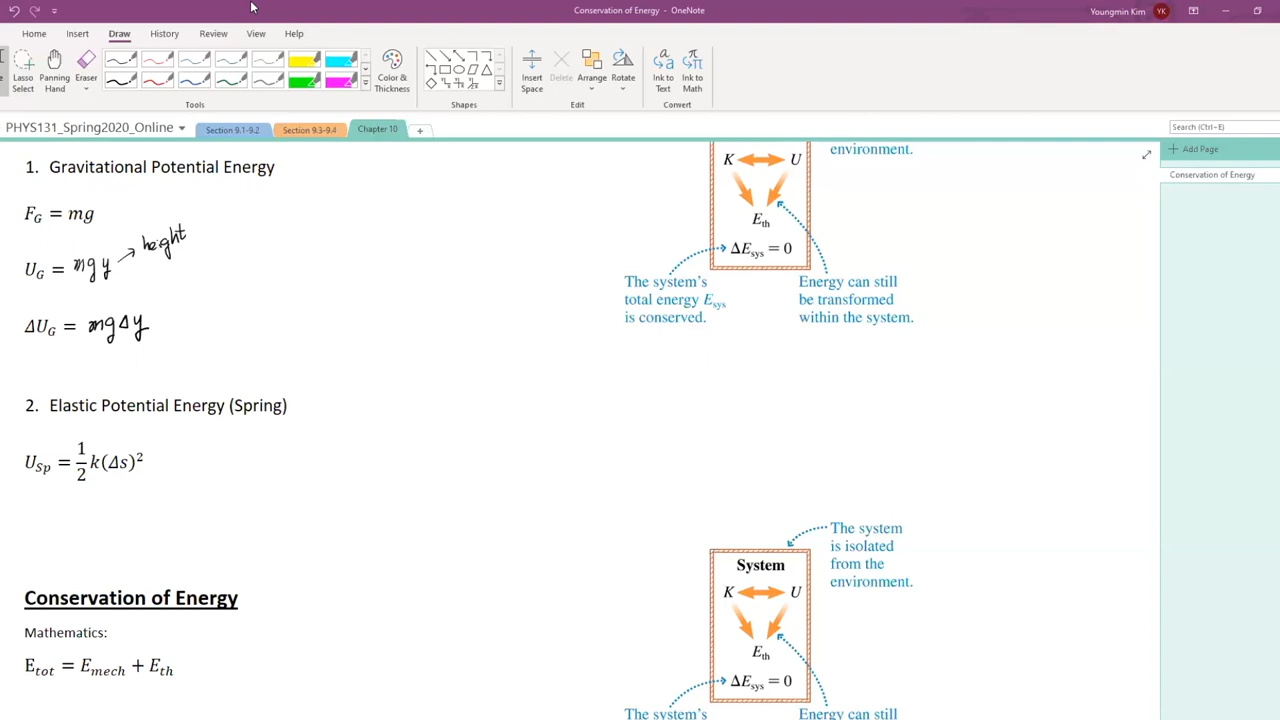 Conservation of Energy - OneNote
Youngmin Kim
YK
Home Insert Draw History Review View Help
Lasso Select
Panning Hand
Eraser
Color & Thickness
Insert Space
Delete
Arrange
Rotate
Ink to Text
Ink to Math
Tools
Shapes
Edit
Convert
PHYS131_Spring2020_Online
Section 9.1-9.2
Section 9.3-9.4
Chapter 10
Search (Ctrl+E)
Add Page
Conservation of Energy
1. Gravitational Potential Energy
F_G = mg
U_G = mgy → height
ΔU_G = mgΔy
2. Elastic Potential Energy (Spring)
U_Sp = 1/2 k(Δs)²
Conservation of Energy
Mathematics:
E_tot = E_mech + E_th
environment.
K U
E_th
ΔE_sys = 0
The system's
total energy E_sys
is conserved.
Energy can still
be transformed
within the system.
The system
is isolated
from the
environment.
System
K U
E_th
ΔE_sys = 0
The system's
Energy can still